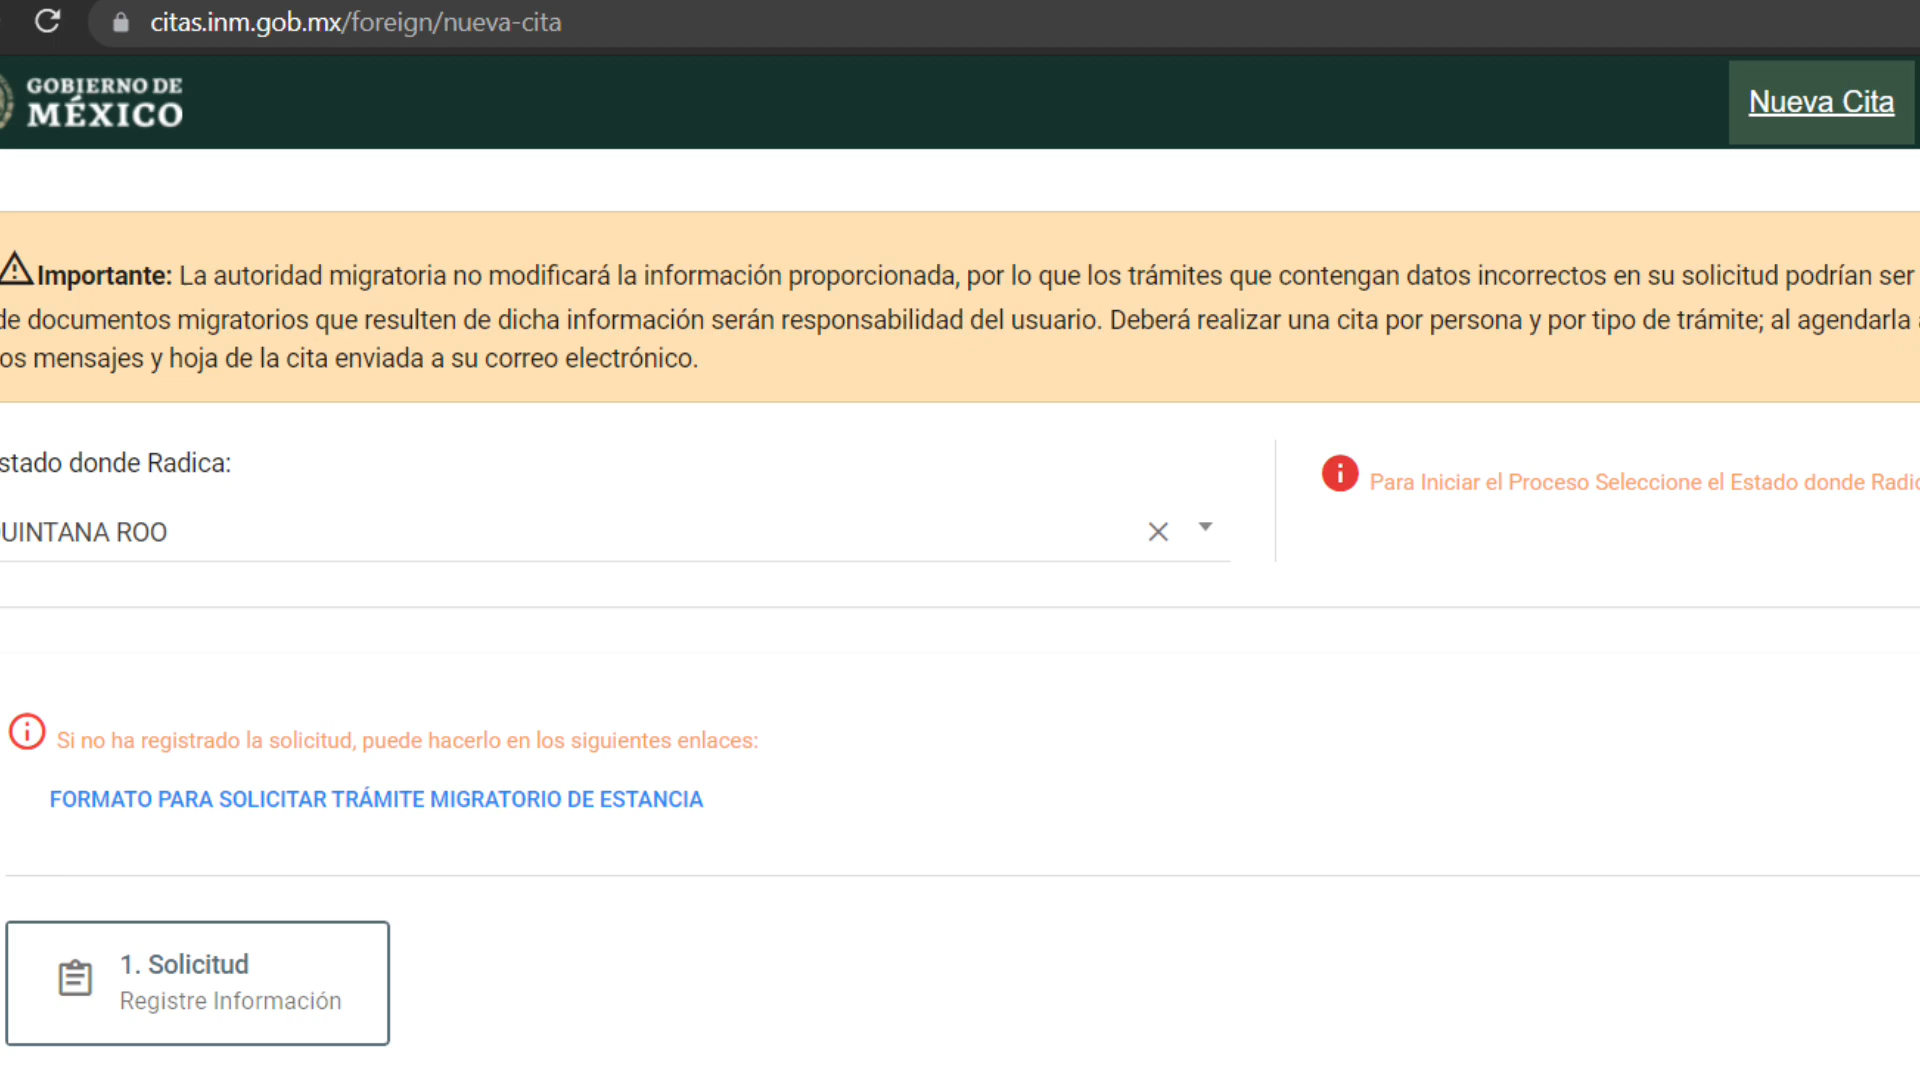 citas.inm.gob.mx/foreign/nueva-cita
GOBIERNO DE
MÉXICO
Nueva Cita
Importante: La autoridad migratoria no modificará la información proporcionada, por lo que los trámites que contengan datos incorrectos en su solicitud podrían ser
de documentos migratorios que resulten de dicha información serán responsabilidad del usuario. Deberá realizar una cita por persona y por tipo de trámite; al agendarla
os mensajes y hoja de la cita enviada a su correo electrónico.
stado donde Radica:
UINTANA ROO
Para Iniciar el Proceso Seleccione el Estado donde Radic
Si no ha registrado la solicitud, puede hacerlo en los siguientes enlaces:
FORMATO PARA SOLICITAR TRÁMITE MIGRATORIO DE ESTANCIA
1. Solicitud
Registre Información